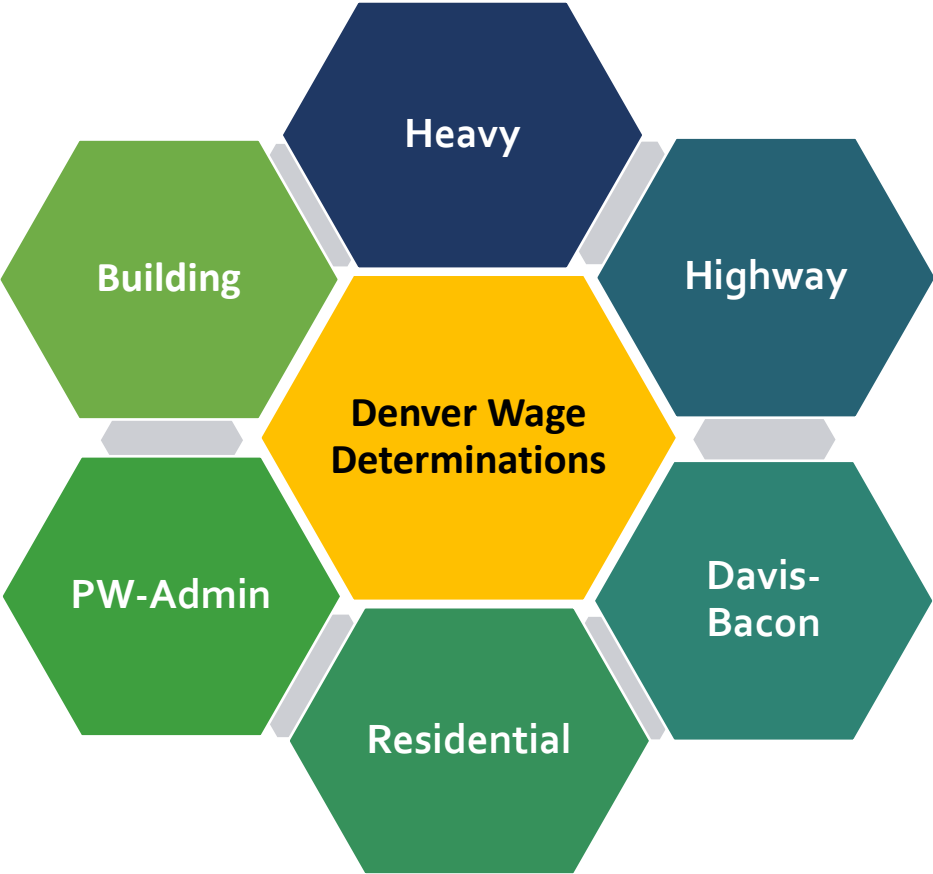 Heavy
Building
Highway
Denver Wage
Determinations
PW-Admin
Davis-
Bacon
Residential